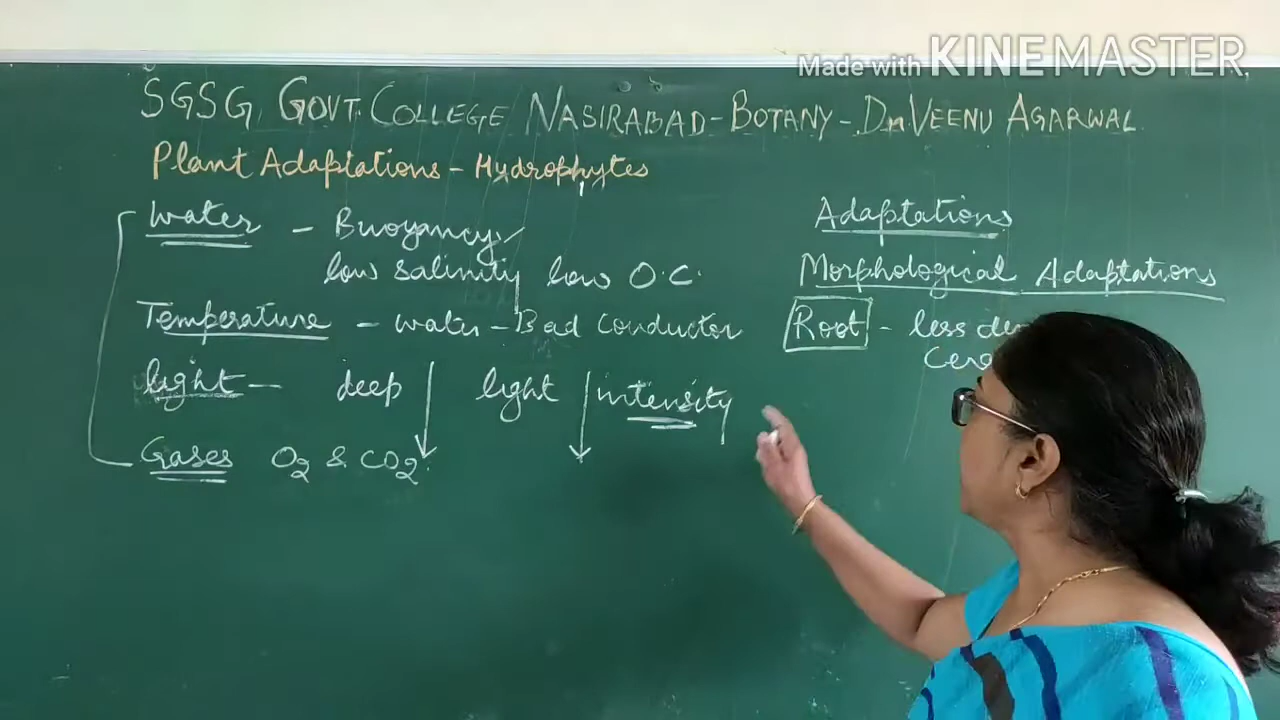 Made with KINEMASTER
SGSG, GOVT. COLLEGE NASIRABAD - BOTANY - Dr VEENU AGARWAL
Plant Adaptations - Hydrophytes
Water - Buoyancy
low salinity low O.C.
Temperature - water - Bad conductor
light - deep ↓ light ↓ intensity
Gases O₂ & CO₂.
Adaptations
Morphological Adaptations
Root - less